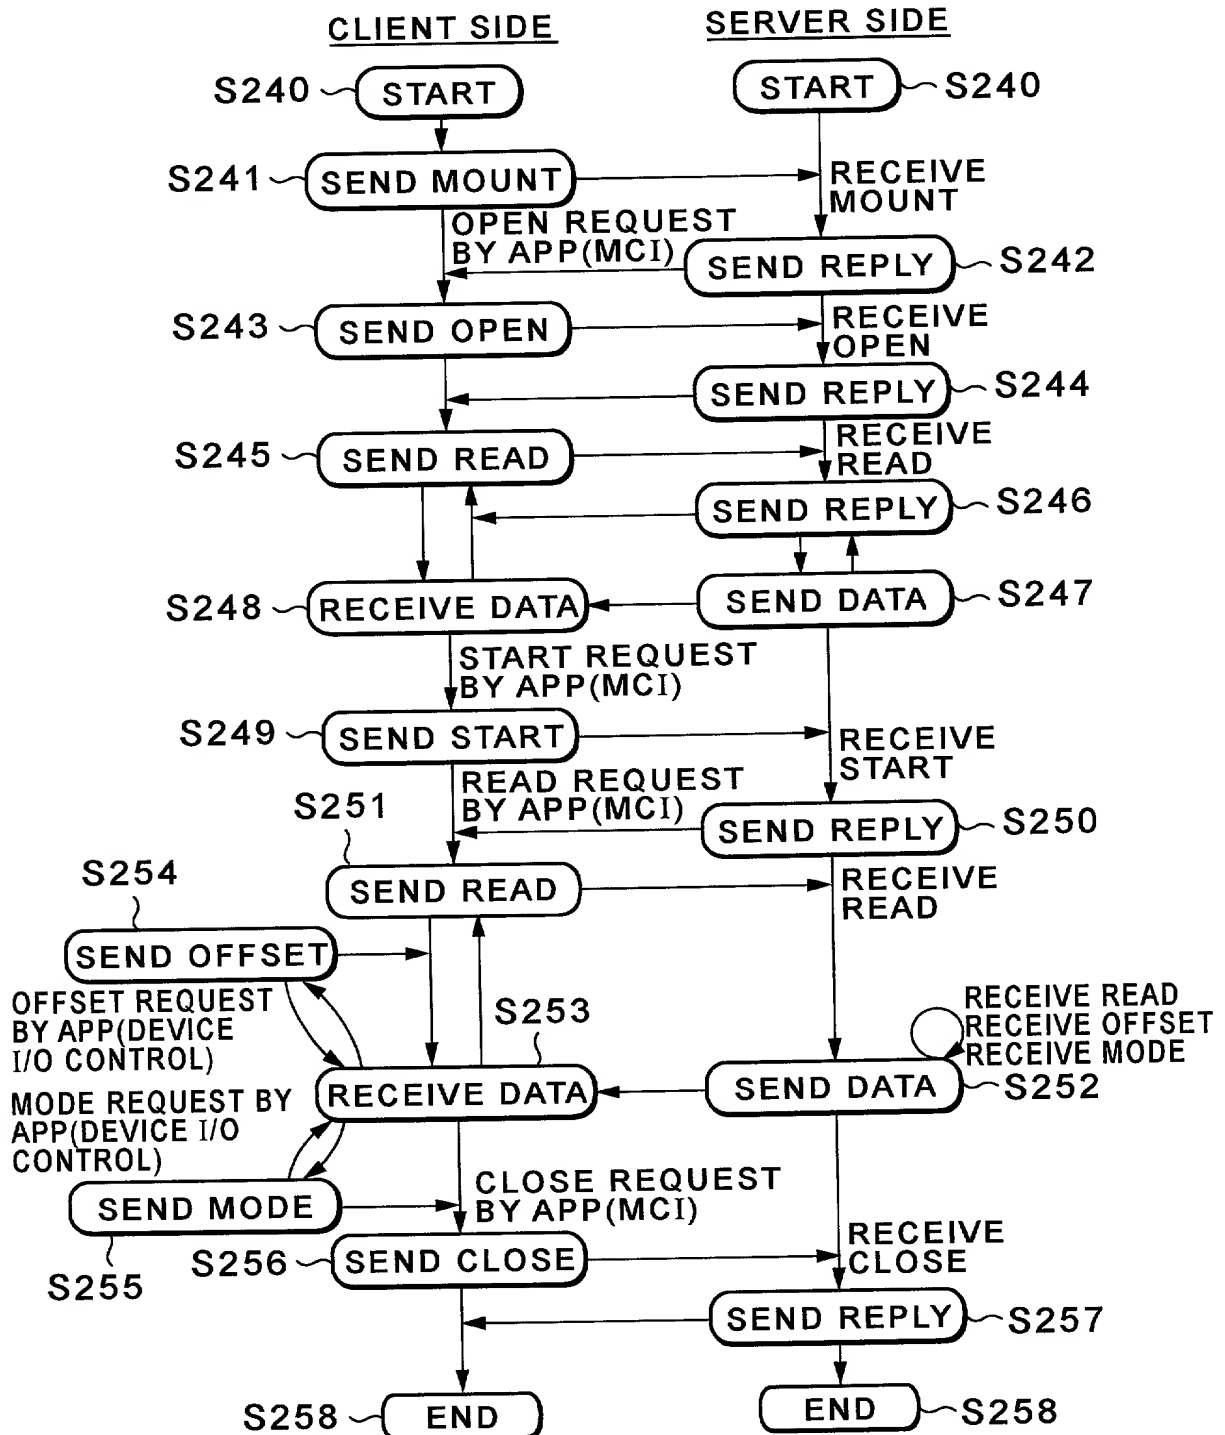 CLIENT SIDE
SERVER SIDE
S240
START
START
S240
S241
SEND MOUNT
RECEIVE
MOUNT
OPEN REQUEST
BY APP(MCI)
SEND REPLY
S242
S243
SEND OPEN
RECEIVE
OPEN
SEND REPLY
S244
S245
SEND READ
RECEIVE
READ
SEND REPLY
S246
S248
RECEIVE DATA
SEND DATA
S247
START REQUEST
BY APP(MCI)
S249
SEND START
RECEIVE
START
READ REQUEST
BY APP(MCI)
S251
SEND REPLY
S250
SEND READ
RECEIVE
READ
S254
SEND OFFSET
OFFSET REQUEST
BY APP(DEVICE
I/O CONTROL)
S253
RECEIVE READ
RECEIVE OFFSET
RECEIVE MODE
RECEIVE DATA
SEND DATA
S252
MODE REQUEST BY
APP(DEVICE I/O
CONTROL)
SEND MODE
S255
CLOSE REQUEST
BY APP(MCI)
S256
SEND CLOSE
RECEIVE
CLOSE
SEND REPLY
S257
S258
END
END
S258